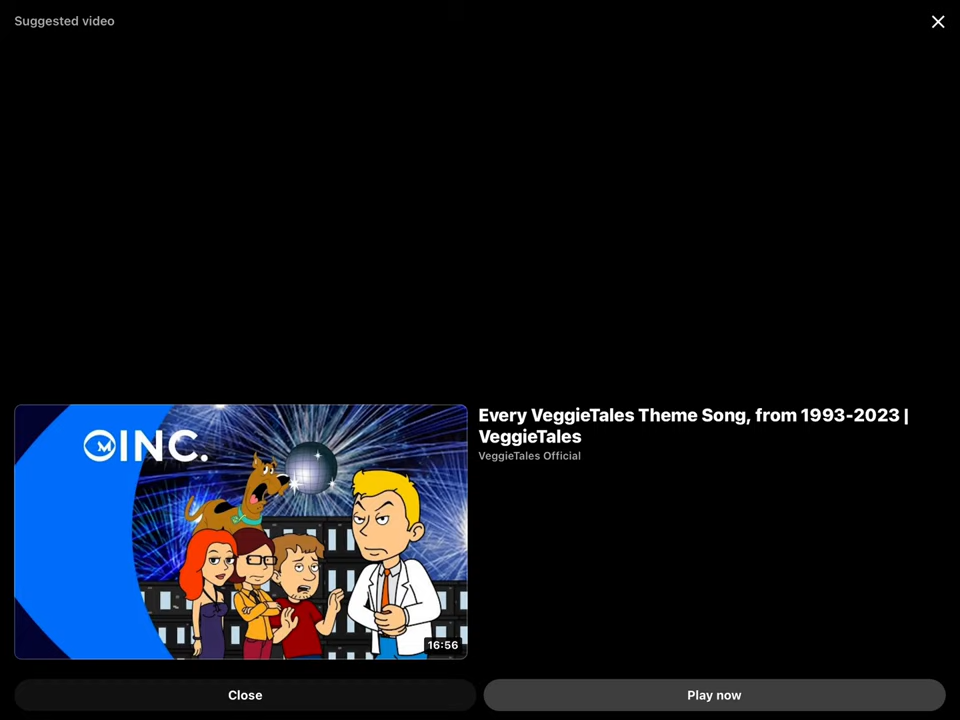 Suggested video
INC.
16:56
Every VeggieTales Theme Song, from 1993-2023 |
VeggieTales
VeggieTales Official
Close
Play now